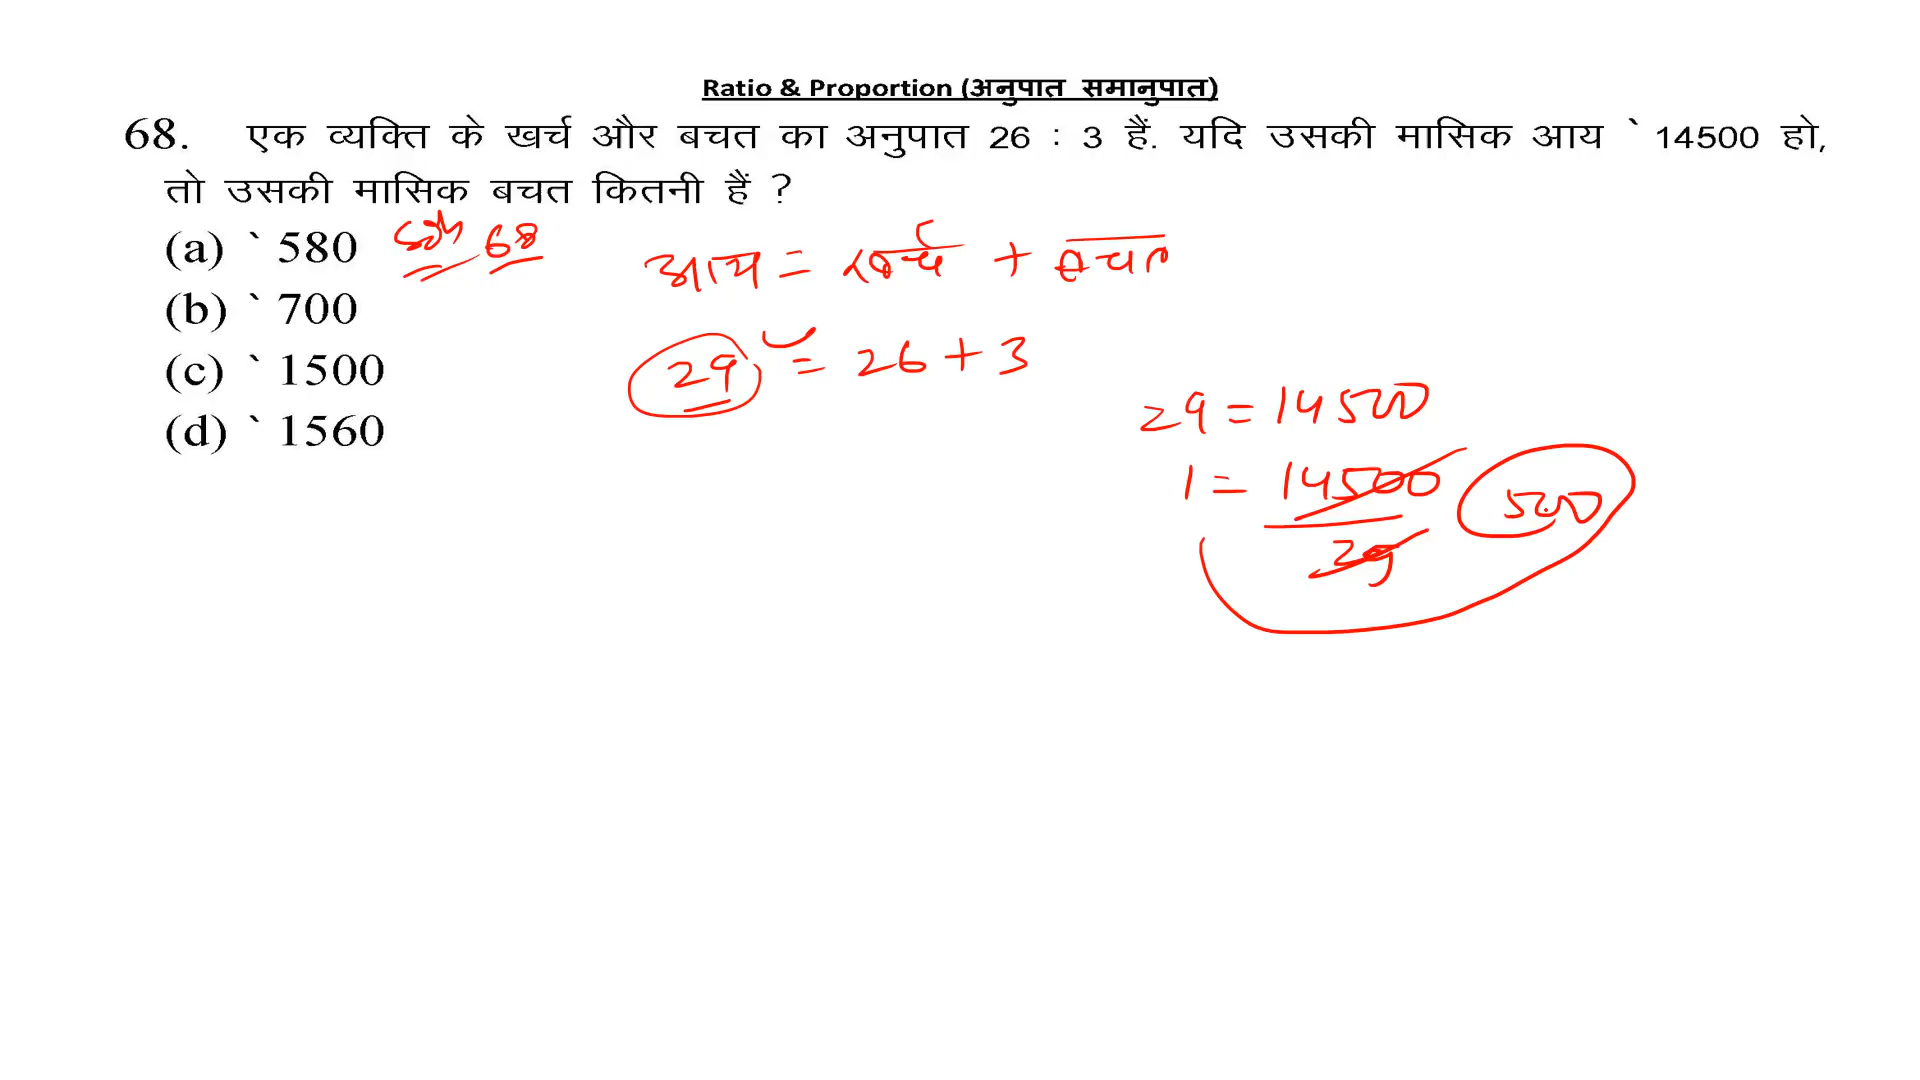 Ratio & Proportion (अनुपात समानुपात)
68. एक व्यक्ति के खर्च और बचत का अनुपात 26 : 3 हैं. यदि उसकी मासिक आय ` 14500 हो,
तो उसकी मासिक बचत कितनी हैं ?
(a) ` 580
Soln 68
आय = खर्च + बचत
(b) ` 700
29 = 26 + 3
(c) ` 1500
29 = 14500
(d) ` 1560
1 = 14500
29
500